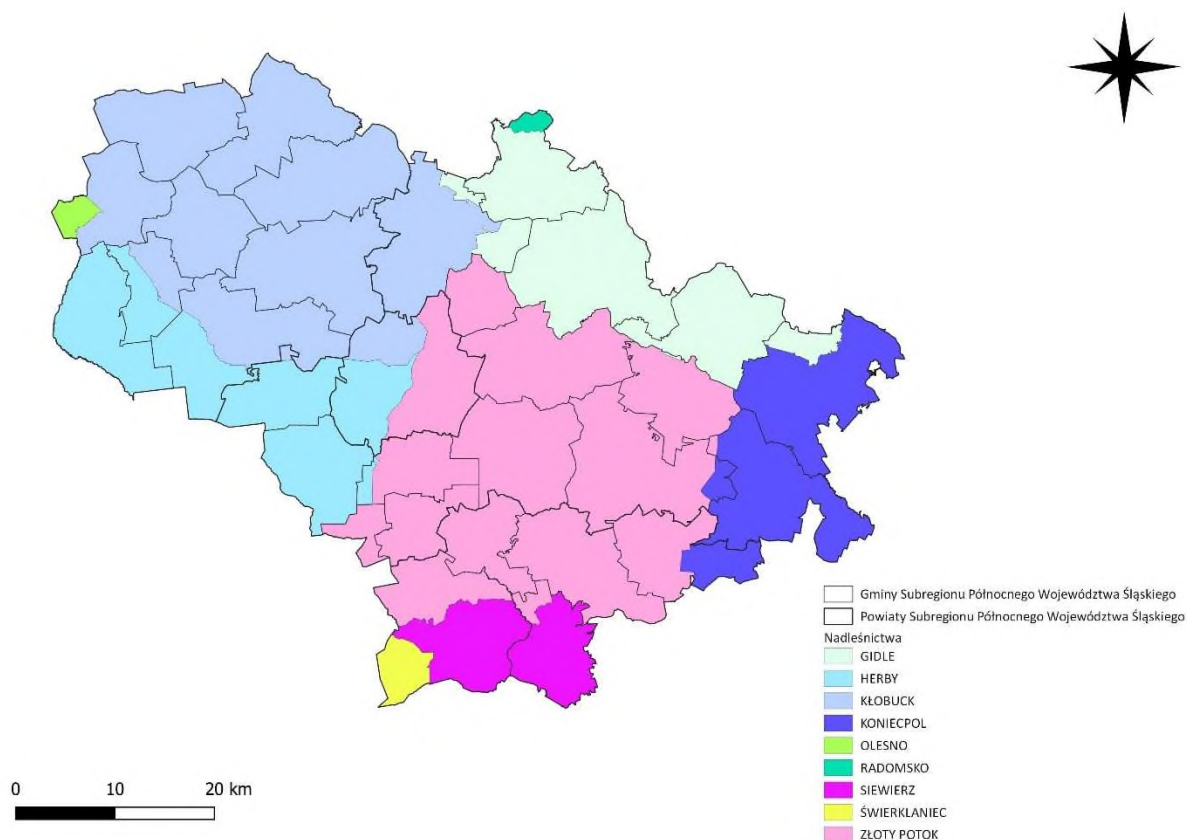 Gminy Subregionu Północnego Województwa Śląskiego
Powiaty Subregionu Północnego Województwa Śląskiego
Nadleśnictwa
GIDLE
HERBY
KŁOBUCK
KONIECPOL
OLESNO
RADOMSKO
SIEWIERZ
ŚWIERKLANIEC
ZŁOTY POTOK
0 10 20 km